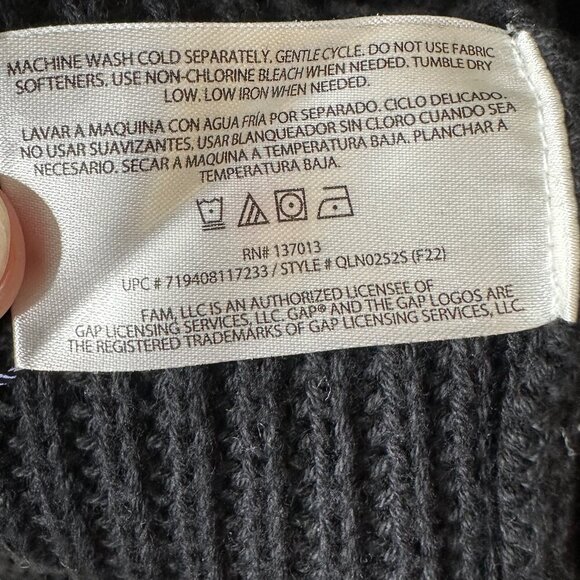 MACHINE WASH COLD SEPARATELY. GENTLE CYCLE. DO NOT USE FABRIC
SOFTENERS. USE NON-CHLORINE BLEACH WHEN NEEDED. TUMBLE DRY
LOW. LOW IRON WHEN NEEDED.
LAVAR A MAQUINA CON AGUA FRÍA POR SEPARADO. CICLO DELICADO.
NO USAR SUAVIZANTES. USAR BLANQUEADOR SIN CLORO CUANDO SEA
NECESARIO. SECAR A MAQUINA A TEMPERATURA BAJA. PLANCHAR A
TEMPERATURA BAJA.
RN# 137013
UPC # 719408117233 / STYLE # QLN0252S (F22)
FAM, LLC IS AN AUTHORIZED LICENSEE OF
GAP LICENSING SERVICES, LLC. GAP® AND THE GAP LOGOS ARE
THE REGISTERED TRADEMARKS OF GAP LICENSING SERVICES, LLC.